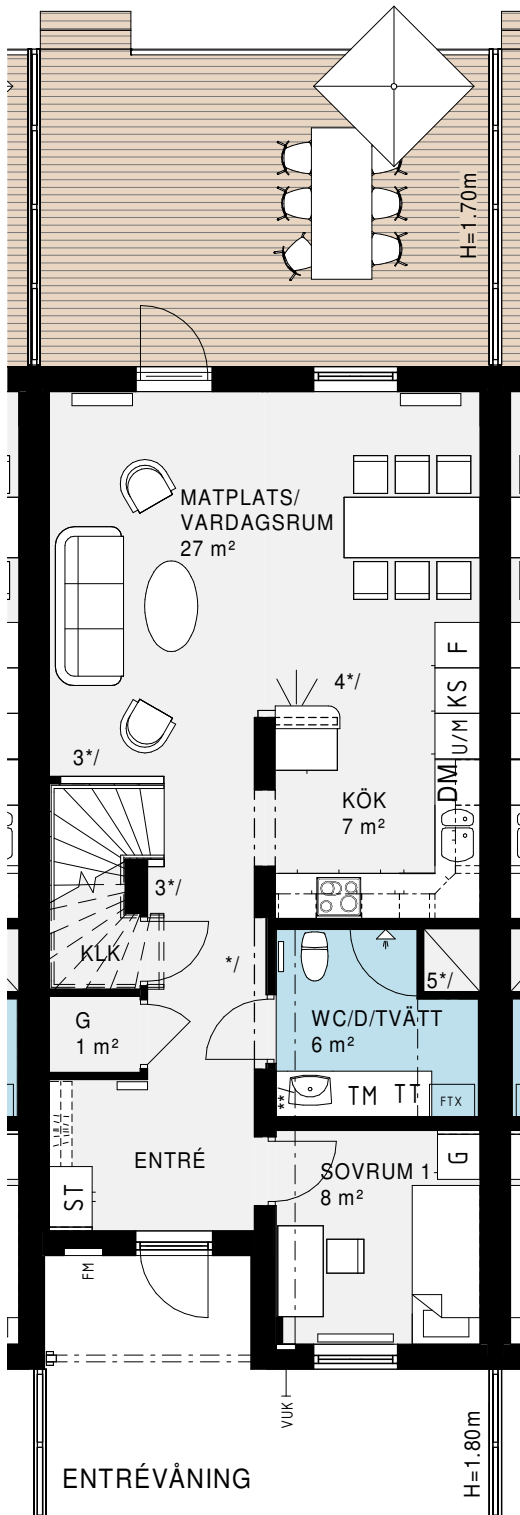 H=1.70m
MATPLATS/
VARDAGSRUM
27 m²
F
KS
U/M
DM
4*/
3*/
KÖK
7 m²
3*/
KLK
*/
5*/
G
1 m²
WC/D/TVÄTT
6 m²
**
TM
TT
FTX
ENTRÉ
ST
SOVRUM 1
8 m²
G
FM
VUK
H=1.80m
ENTRÉVÅNING